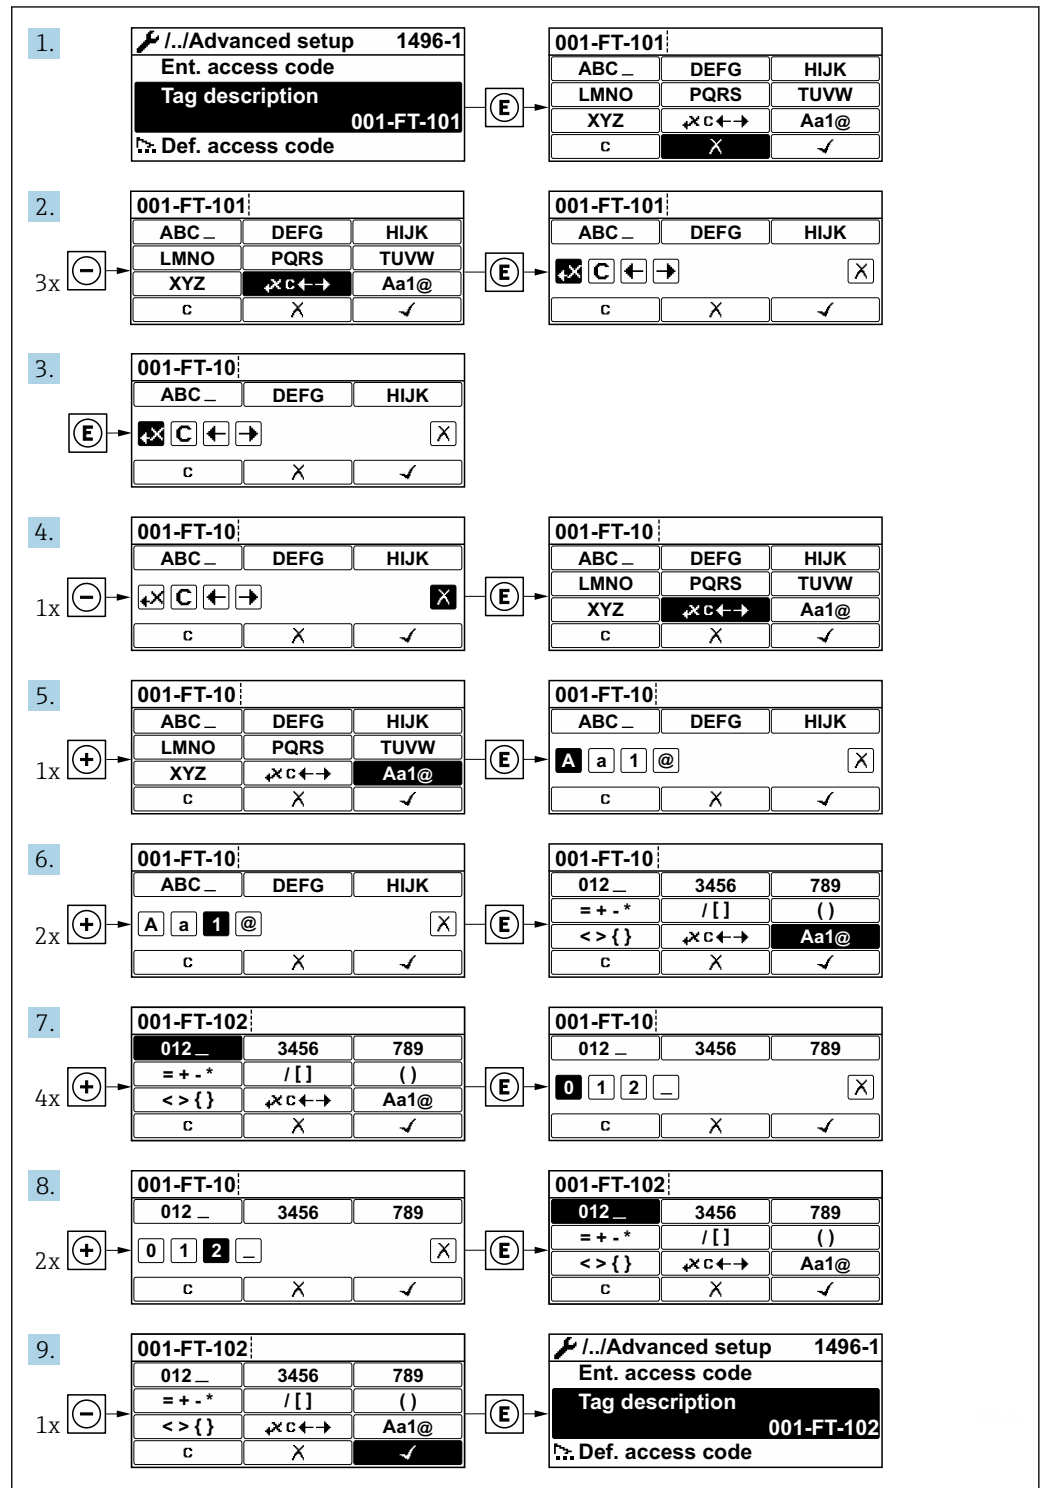 1.
/../Advanced setup 1496-1
Ent. access code
Tag description
001-FT-101
Def. access code
E
001-FT-101
ABC_ DEFG HIJK
LMNO PQRS TUVW
XYZ C←→ Aa1@
C X ✓
2.
3x −
001-FT-101
ABC_ DEFG HIJK
LMNO PQRS TUVW
XYZ C←→ Aa1@
C X ✓
E
001-FT-101
ABC_ DEFG HIJK
C ← → X
C X ✓
3.
E
001-FT-10
ABC_ DEFG HIJK
C ← → X
C X ✓
4.
1x −
001-FT-10
ABC_ DEFG HIJK
C ← → X
C X ✓
E
001-FT-10
ABC_ DEFG HIJK
LMNO PQRS TUVW
XYZ C←→ Aa1@
C X ✓
5.
1x +
001-FT-10
ABC_ DEFG HIJK
LMNO PQRS TUVW
XYZ C←→ Aa1@
C X ✓
E
001-FT-10
ABC_ DEFG HIJK
A a 1 @ X
C X ✓
6.
2x +
001-FT-10
ABC_ DEFG HIJK
A a 1 @ X
C X ✓
E
001-FT-10
012_ 3456 789
=+-* /[] ()
<>{} C←→ Aa1@
C X ✓
7.
4x +
001-FT-102
012_ 3456 789
=+-* /[] ()
<>{} C←→ Aa1@
C X ✓
E
001-FT-10
012_ 3456 789
0 1 2 _ X
C X ✓
8.
2x +
001-FT-10
012_ 3456 789
0 1 2 _ X
C X ✓
E
001-FT-102
012_ 3456 789
=+-* /[] ()
<>{} C←→ Aa1@
C X ✓
9.
1x −
001-FT-102
012_ 3456 789
=+-* /[] ()
<>{} C←→ Aa1@
C X ✓
E
/../Advanced setup 1496-1
Ent. access code
Tag description
001-FT-102
Def. access code